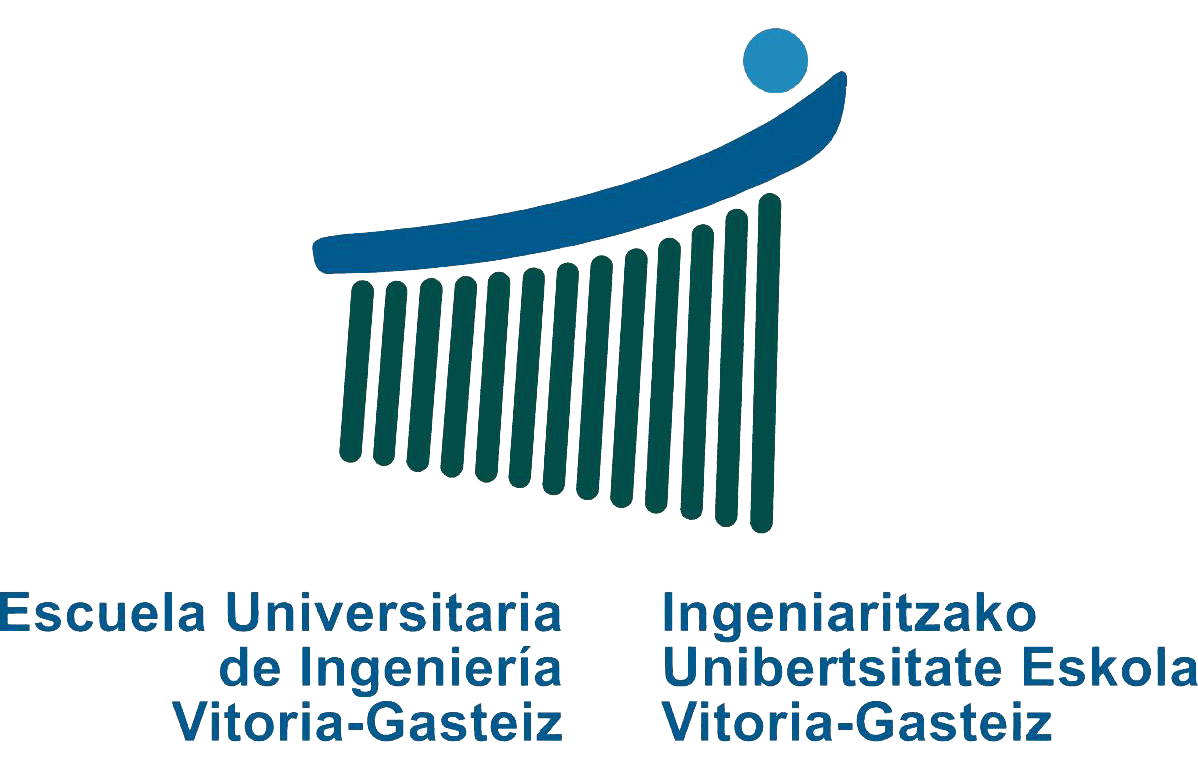 Escuela Universitaria
de Ingeniería
Vitoria-Gasteiz
Ingeniaritzako
Unibertsitate Eskola
Vitoria-Gasteiz